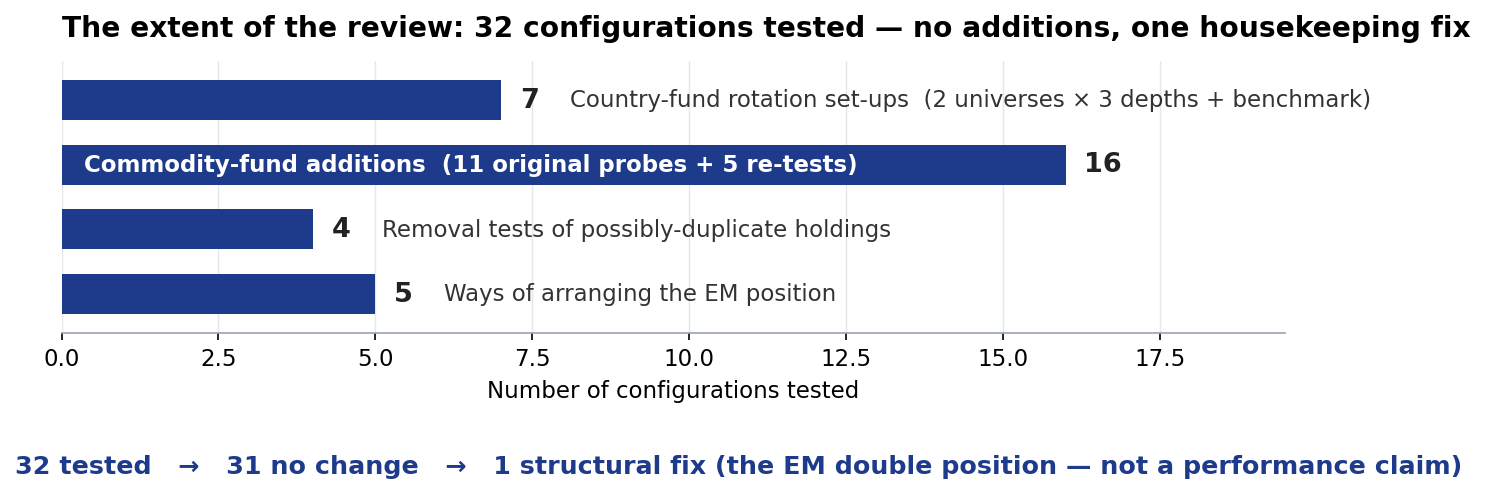 The extent of the review: 32 configurations tested — no additions, one housekeeping fix
7 Country-fund rotation set-ups (2 universes × 3 depths + benchmark)
Commodity-fund additions (11 original probes + 5 re-tests) 16
4 Removal tests of possibly-duplicate holdings
5 Ways of arranging the EM position
0.0 2.5 5.0 7.5 10.0 12.5 15.0 17.5
Number of configurations tested
32 tested → 31 no change → 1 structural fix (the EM double position — not a performance claim)